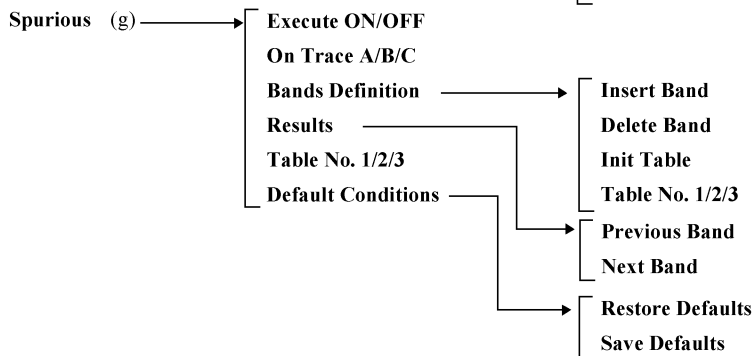 Spurious (g)
Execute ON/OFF
On Trace A/B/C
Bands Definition
Results
Table No. 1/2/3
Default Conditions
Insert Band
Delete Band
Init Table
Table No. 1/2/3
Previous Band
Next Band
Restore Defaults
Save Defaults